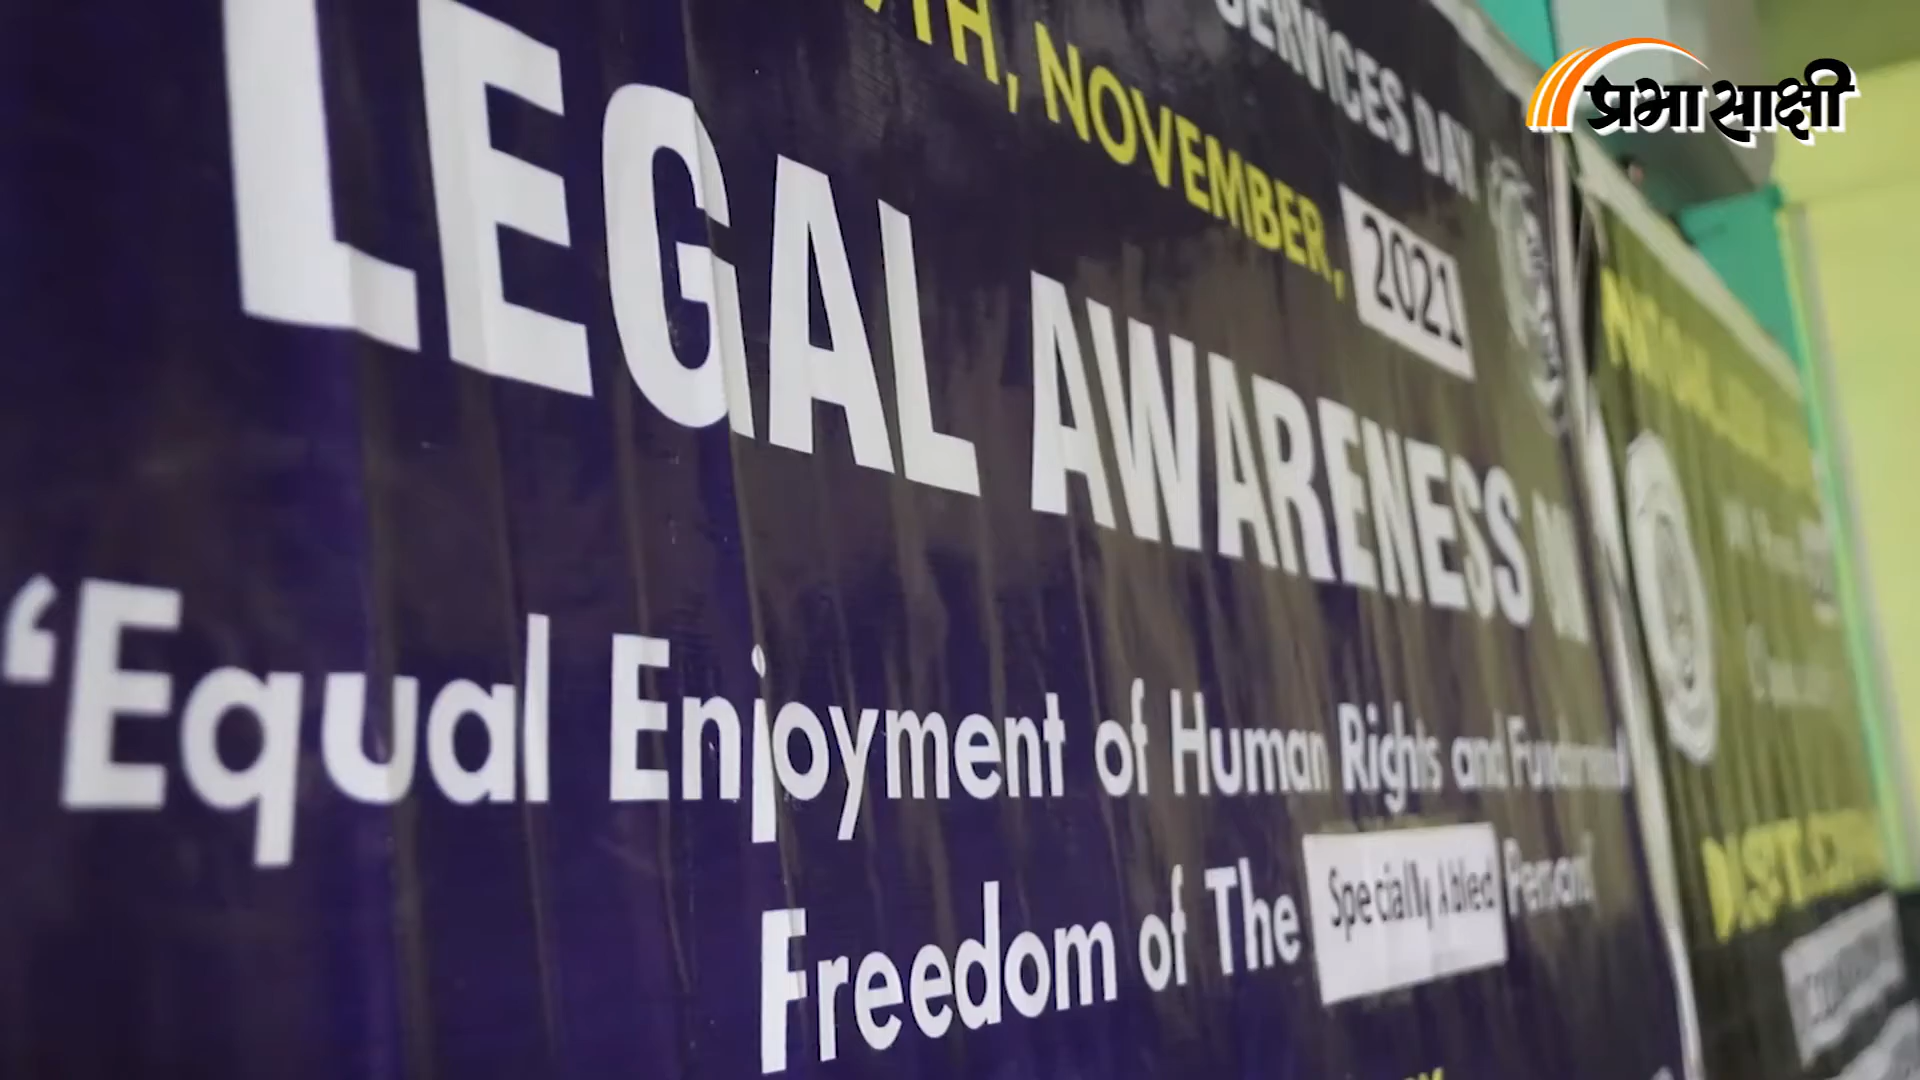 SERVICES DAY
TH, NOVEMBER, 2021
LEGAL AWARENESS ON
‘Equal Enjoyment of Human Rights and Fundamental
Freedom of The Specially Abled Persons’
प्रभासाक्षी